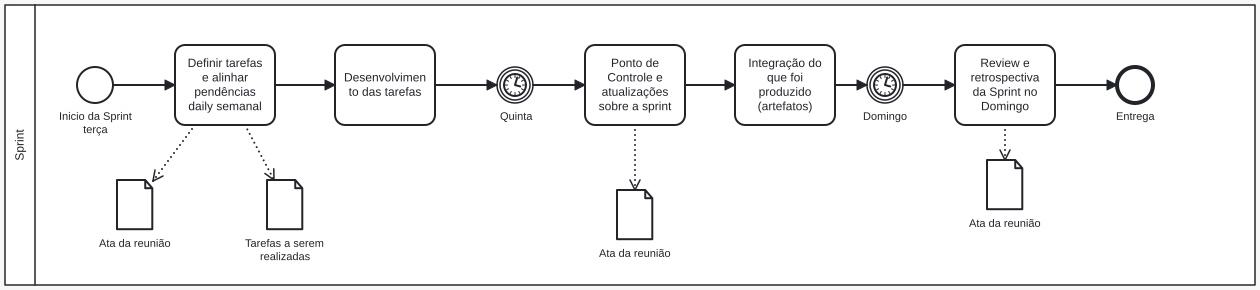 Sprint
Inicio da Sprint
terça
Definir tarefas
e alinhar
pendências
daily semanal
Ata da reunião
Tarefas a serem
realizadas
Desenvolvimen
to das tarefas
Quinta
Ponto de
Controle e
atualizações
sobre a sprint
Ata da reunião
Integração do
que foi
produzido
(artefatos)
Domingo
Review e
retrospectiva
da Sprint no
Domingo
Ata da reunião
Entrega